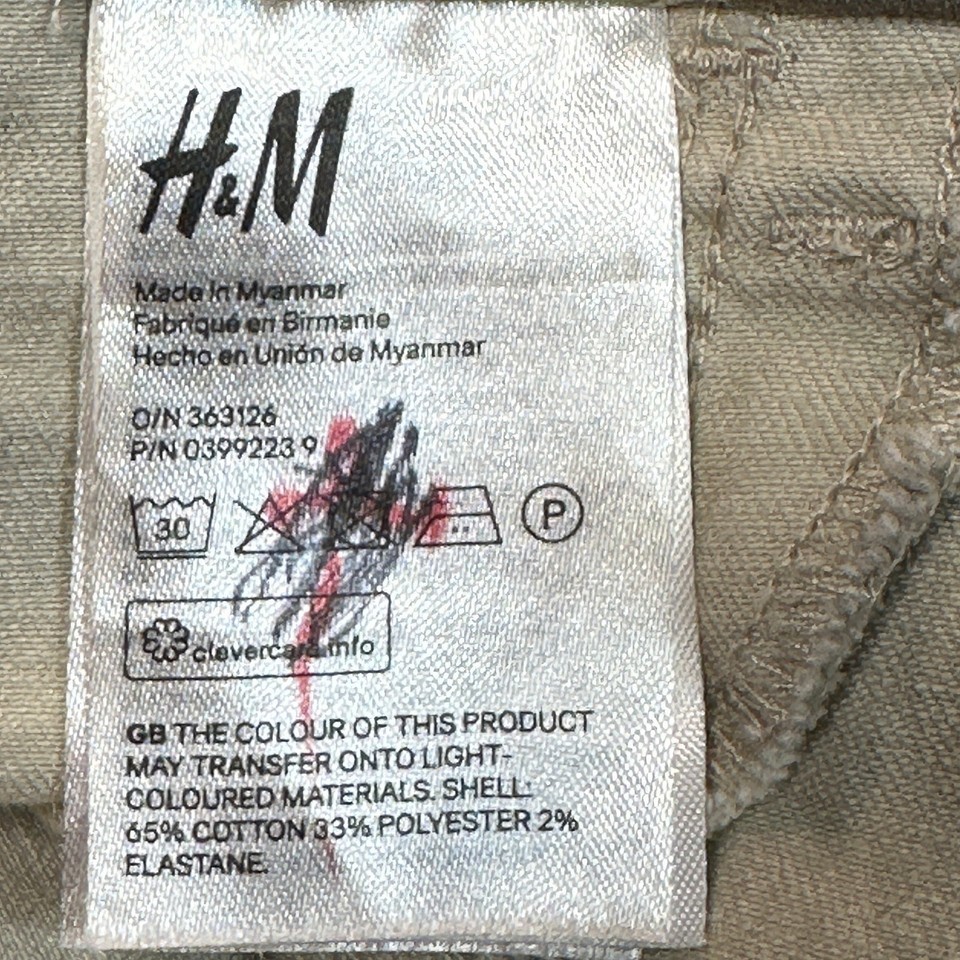 H&M
Made in Myanmar
Fabriqué en Birmanie
Hecho en Unión de Myanmar
O/N 363126
P/N 0399223 9
30
P
clevercare.info
GB THE COLOUR OF THIS PRODUCT
MAY TRANSFER ONTO LIGHT-
COLOURED MATERIALS. SHELL:
65% COTTON 33% POLYESTER 2%
ELASTANE.